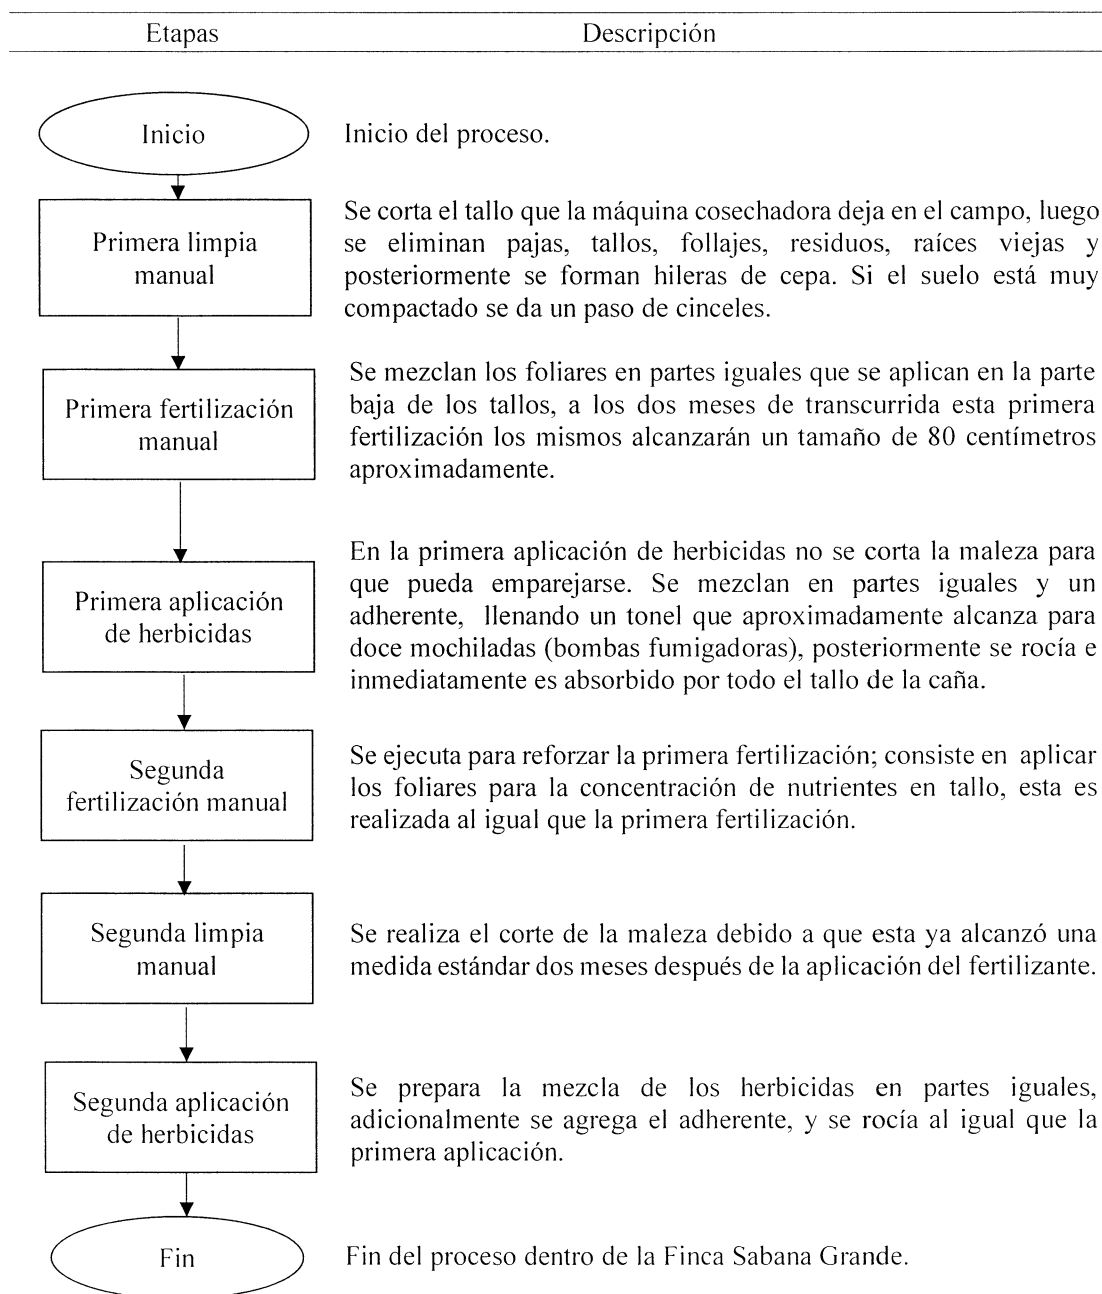 Etapas Descripción
Inicio
Inicio del proceso.
Primera limpia
manual
Se corta el tallo que la máquina cosechadora deja en el campo, luego
se eliminan pajas, tallos, follajes, residuos, raíces viejas y
posteriormente se forman hileras de cepa. Si el suelo está muy
compactado se da un paso de cinceles.
Primera fertilización
manual
Se mezclan los foliares en partes iguales que se aplican en la parte
baja de los tallos, a los dos meses de transcurrida esta primera
fertilización los mismos alcanzarán un tamaño de 80 centímetros
aproximadamente.
Primera aplicación
de herbicidas
En la primera aplicación de herbicidas no se corta la maleza para
que pueda emparejarse. Se mezclan en partes iguales y un
adherente, llenando un tonel que aproximadamente alcanza para
doce mochiladas (bombas fumigadoras), posteriormente se rocía e
inmediatamente es absorbido por todo el tallo de la caña.
Segunda
fertilización manual
Se ejecuta para reforzar la primera fertilización; consiste en aplicar
los foliares para la concentración de nutrientes en tallo, esta es
realizada al igual que la primera fertilización.
Segunda limpia
manual
Se realiza el corte de la maleza debido a que esta ya alcanzó una
medida estándar dos meses después de la aplicación del fertilizante.
Segunda aplicación
de herbicidas
Se prepara la mezcla de los herbicidas en partes iguales,
adicionalmente se agrega el adherente, y se rocía al igual que la
primera aplicación.
Fin
Fin del proceso dentro de la Finca Sabana Grande.